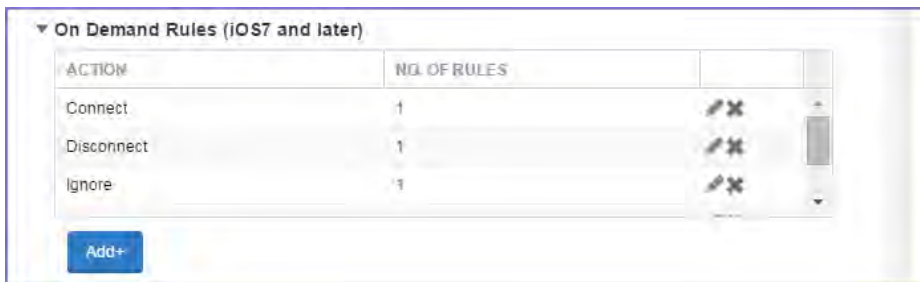 On Demand Rules (iOS7 and later)
ACTION NO. OF RULES
Connect 1
Disconnect 1
Ignore 1
Add+